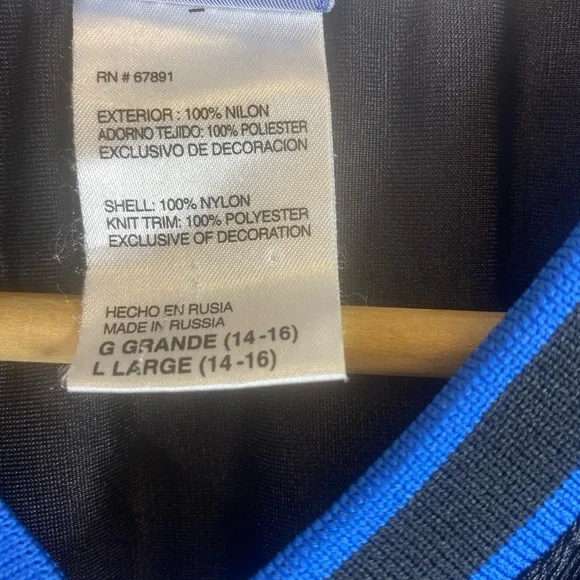 RN # 67891
EXTERIOR : 100% NILON
ADORNO TEJIDO: 100% POLIESTER
EXCLUSIVO DE DECORACION
SHELL: 100% NYLON
KNIT TRIM: 100% POLYESTER
EXCLUSIVE OF DECORATION
HECHO EN RUSIA
MADE IN RUSSIA
G GRANDE (14-16)
L LARGE (14-16)